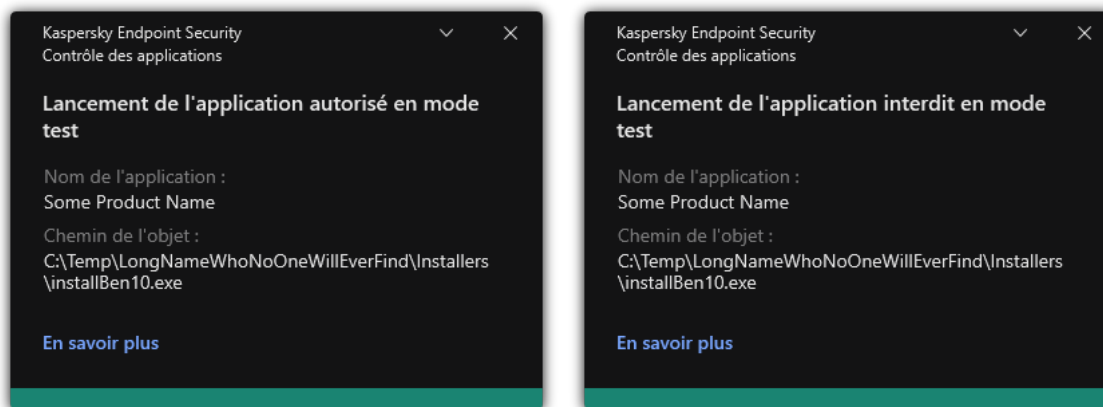 Kaspersky Endpoint Security
Contrôle des applications
Lancement de l'application autorisé en mode
test
Nom de l'application :
Some Product Name
Chemin de l'objet :
C:\Temp\LongNameWhoNoOneWillEverFind\Installers
\installBen10.exe
En savoir plus
Kaspersky Endpoint Security
Contrôle des applications
Lancement de l'application interdit en mode
test
Nom de l'application :
Some Product Name
Chemin de l'objet :
C:\Temp\LongNameWhoNoOneWillEverFind\Installers
\installBen10.exe
En savoir plus